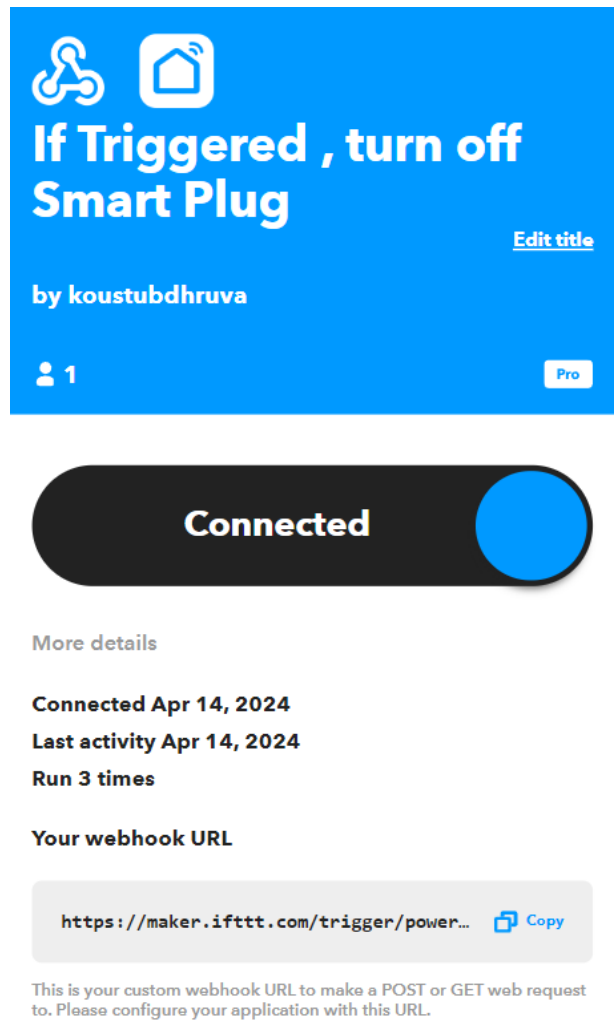 If Triggered , turn off
Smart Plug
Edit title
by koustubdhruva
1
Pro
Connected
More details
Connected Apr 14, 2024
Last activity Apr 14, 2024
Run 3 times
Your webhook URL
https://maker.ifttt.com/trigger/power… Copy
This is your custom webhook URL to make a POST or GET web request
to. Please configure your application with this URL.